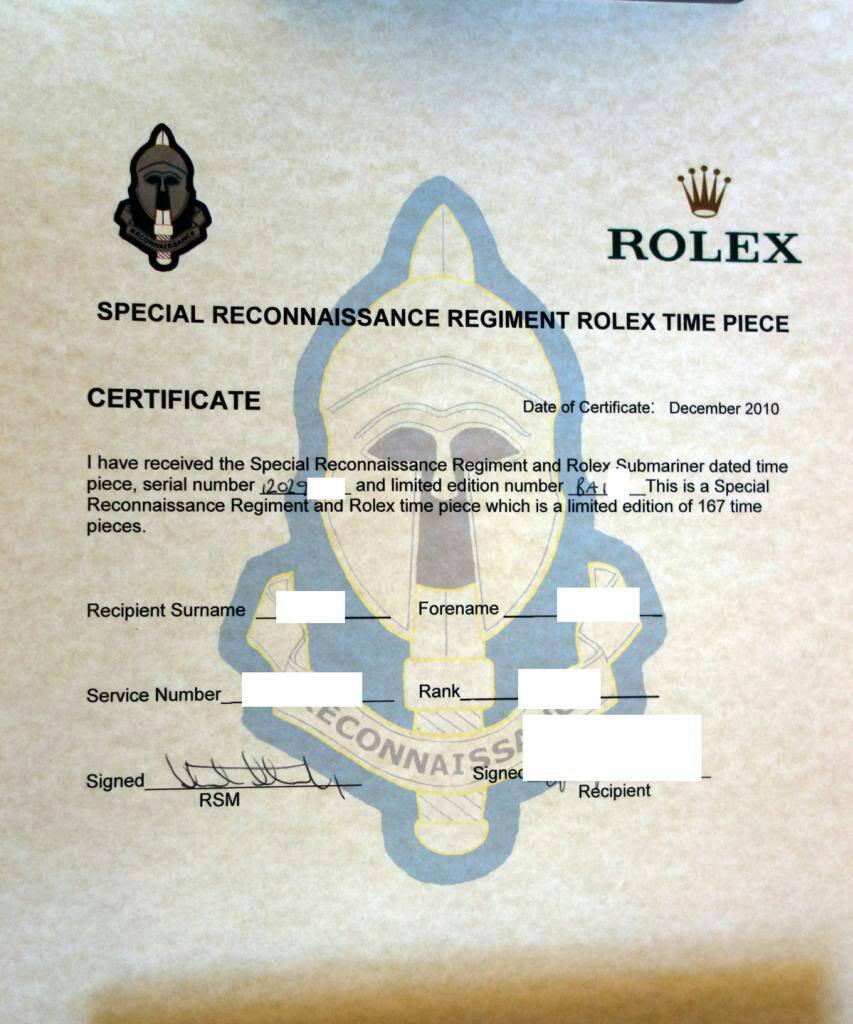 RECONNAISSANCE
ROLEX
SPECIAL RECONNAISSANCE REGIMENT ROLEX TIME PIECE
CERTIFICATE
Date of Certificate: December 2010
I have received the Special Reconnaissance Regiment and Rolex Submariner dated time
piece, serial number 12029 and limited edition number RA1 This is a Special
Reconnaissance Regiment and Rolex time piece which is a limited edition of 167 time
pieces.
Recipient Surname Forename
Service Number Rank
RECONNAISSA
Signed Signed
RSM Recipient